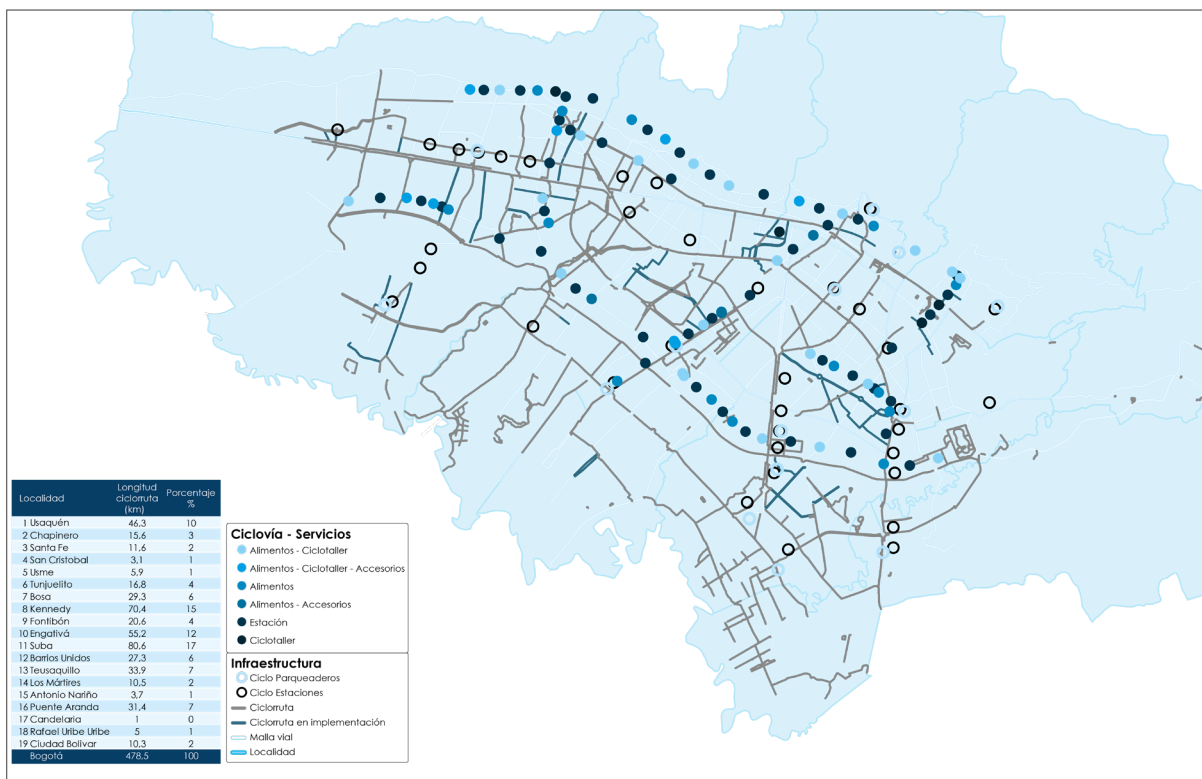 Localidad Longitud ciclorruta (km) Porcentaje %
1 Usaquén 46,3 10
2 Chapinero 15,6 3
3 Santa Fe 11,6 2
4 San Cristobal 3,1 1
5 Usme 5,9 1
6 Tunjuelito 16,8 4
7 Bosa 29,3 6
8 Kennedy 70,4 15
9 Fontibón 20,6 4
10 Engativá 55,2 12
11 Suba 80,6 17
12 Barrios Unidos 27,3 6
13 Teusaquillo 33,9 7
14 Los Mártires 10,5 2
15 Antonio Nariño 3,7 1
16 Puente Aranda 31,4 7
17 Candelaria 1 0
18 Rafael Uribe Uribe 5 1
19 Ciudad Bolivar 10,3 2
Bogotá 478,5 100
Ciclovía - Servicios
Alimentos - Ciclotaller
Alimentos - Ciclotaller - Accesorios
Alimentos
Alimentos - Accesorios
Estación
Ciclotaller
Infraestructura
Ciclo Parqueaderos
Ciclo Estaciones
Ciclorruta
Ciclorruta en implementación
Malla vial
Localidad